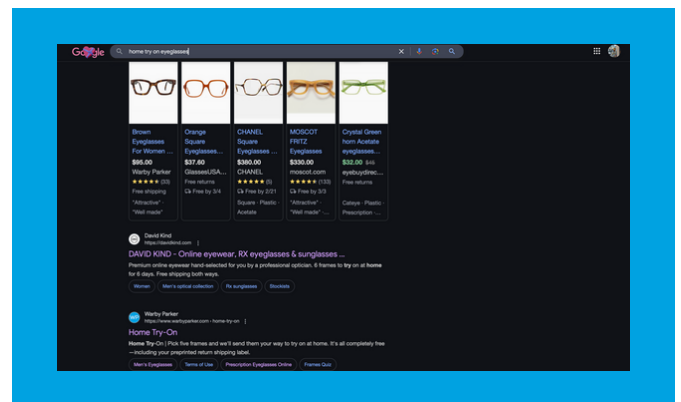 Google
home try on eyeglasses
Brown
Eyeglasses
For Women ...
$95.00
Warby Parker
(33)
Free shipping
"Attractive" ·
"Well made"
Orange
Square
Eyeglasses...
$37.60
GlassesUSA...
Free returns
Free by 3/4
CHANEL
Square
Eyeglasses ...
$380.00
CHANEL
(5)
Free by 2/21
Square · Plastic ·
Acetate
MOSCOT
FRITZ
Eyeglasses
$330.00
moscot.com
(133)
Free by 3/3
"Attractive" ·
"Well made" ·...
Crystal Green
horn Acetate
eyeglasses...
$32.00 $46
eyebuydirec...
Free returns
Cateye · Plastic ·
Prescription ·...
David Kind
https://davidkind.com
DAVID KIND - Online eyewear, RX eyeglasses & sunglasses ...
Premium online eyewear hand-selected for you by a professional optician. 6 frames to try on at home
for 6 days. Free shipping both ways.
Women
Men's optical collection
Rx sunglasses
Stockists
Warby Parker
https://www.warbyparker.com › home-try-on
Home Try-On
Home Try-On | Pick five frames and we'll send them your way to try on at home. It's all completely free
—including your preprinted return shipping label.
Men's Eyeglasses
Terms of Use
Prescription Eyeglasses Online
Frames Quiz